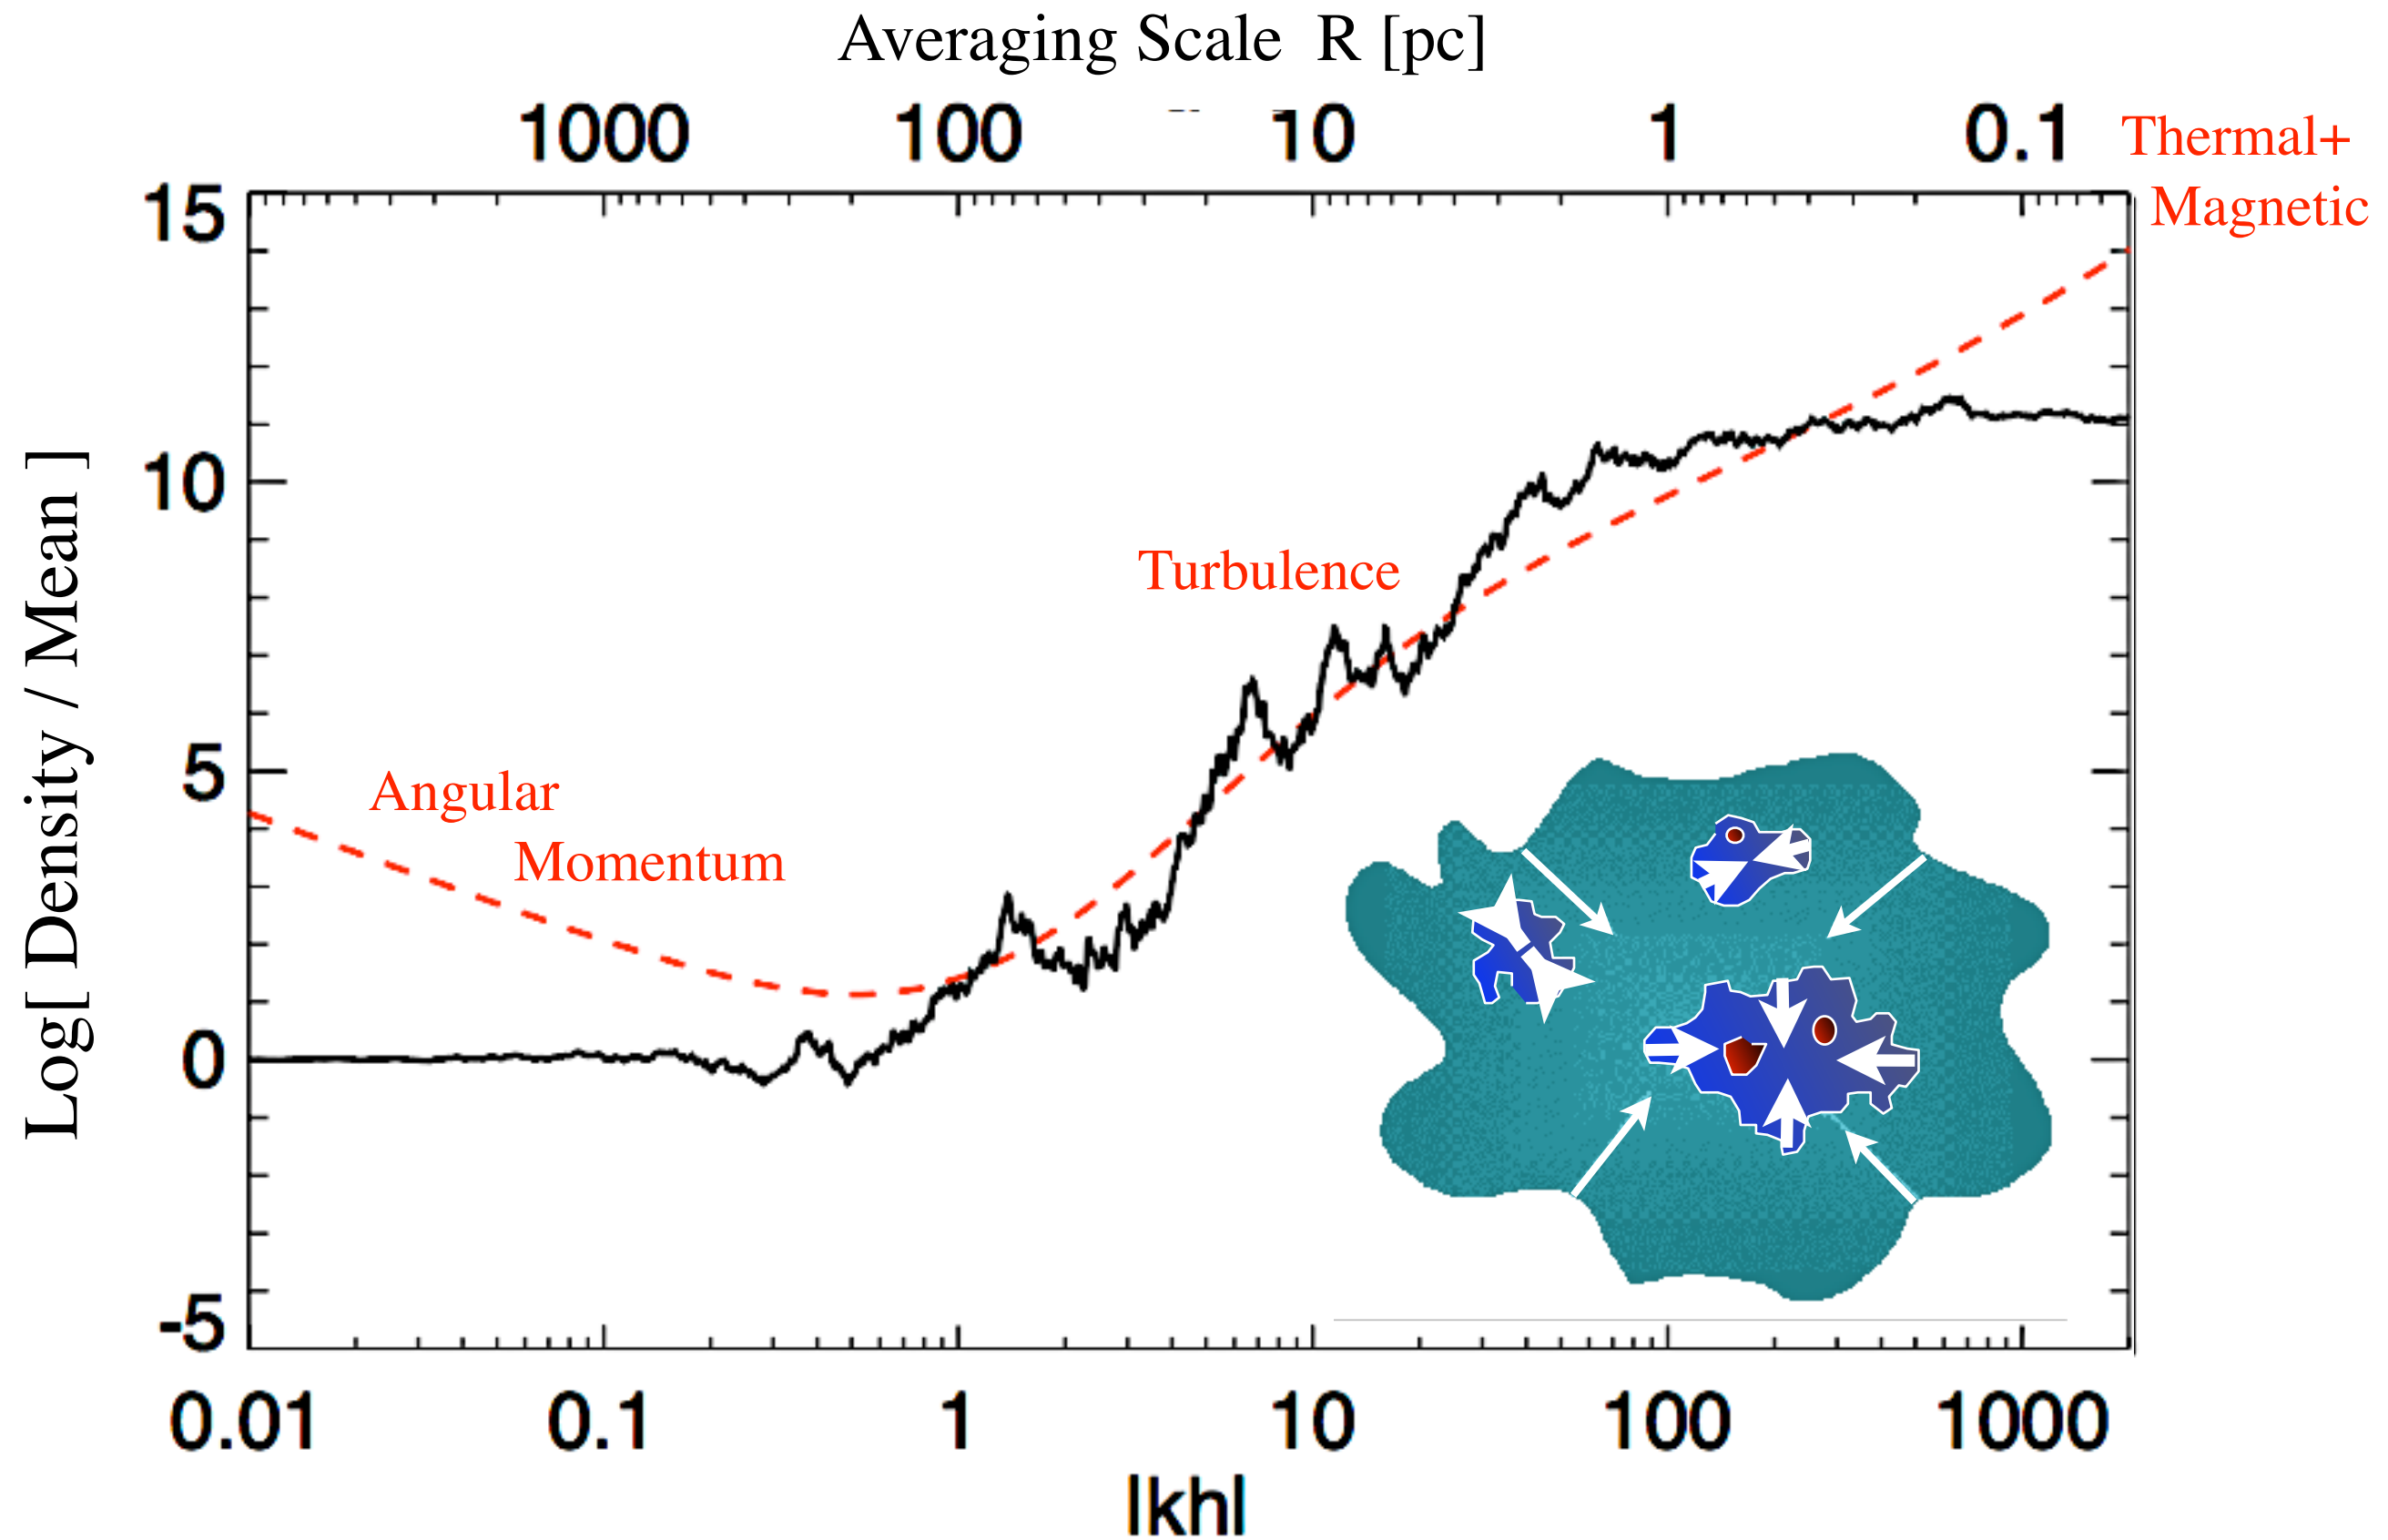 Averaging Scale R [pc]
1000 100 10 1 0.1
Thermal+
Magnetic
15
10
5
0
-5
Log[ Density / Mean ]
Turbulence
Angular
Momentum
0.01 0.1 1 10 100 1000
|kh|